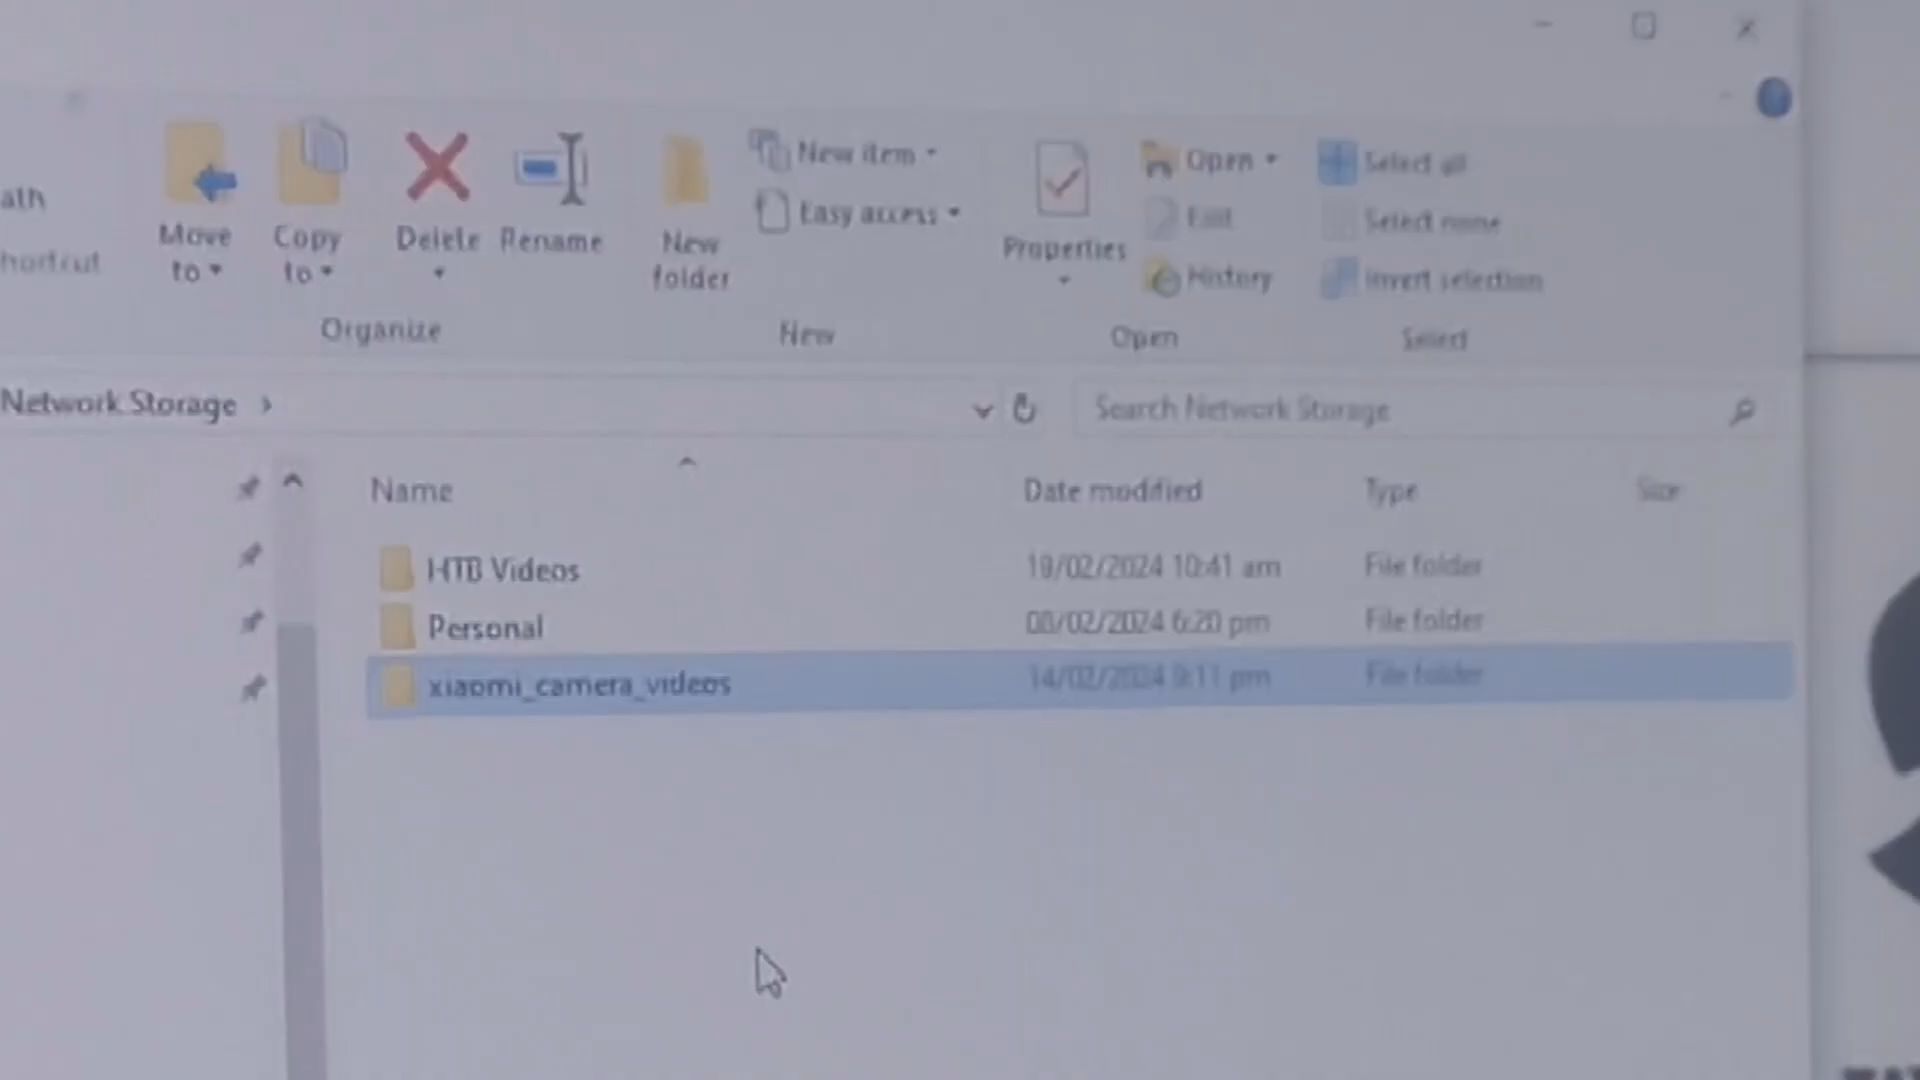 ath
hortcut
Move to
Copy to
Delete
Rename
New folder
New item
Easy access
Properties
Open
Edit
History
Select all
Select none
Invert selection
Organize
New
Open
Select
Network Storage
Search Network Storage
Name Date modified Type Size
HTB Videos 19/02/2024 10:41 am File folder
Personal 08/02/2024 6:20 pm File folder
xiaomi_camera_videos 14/02/2024 9:11 pm File folder